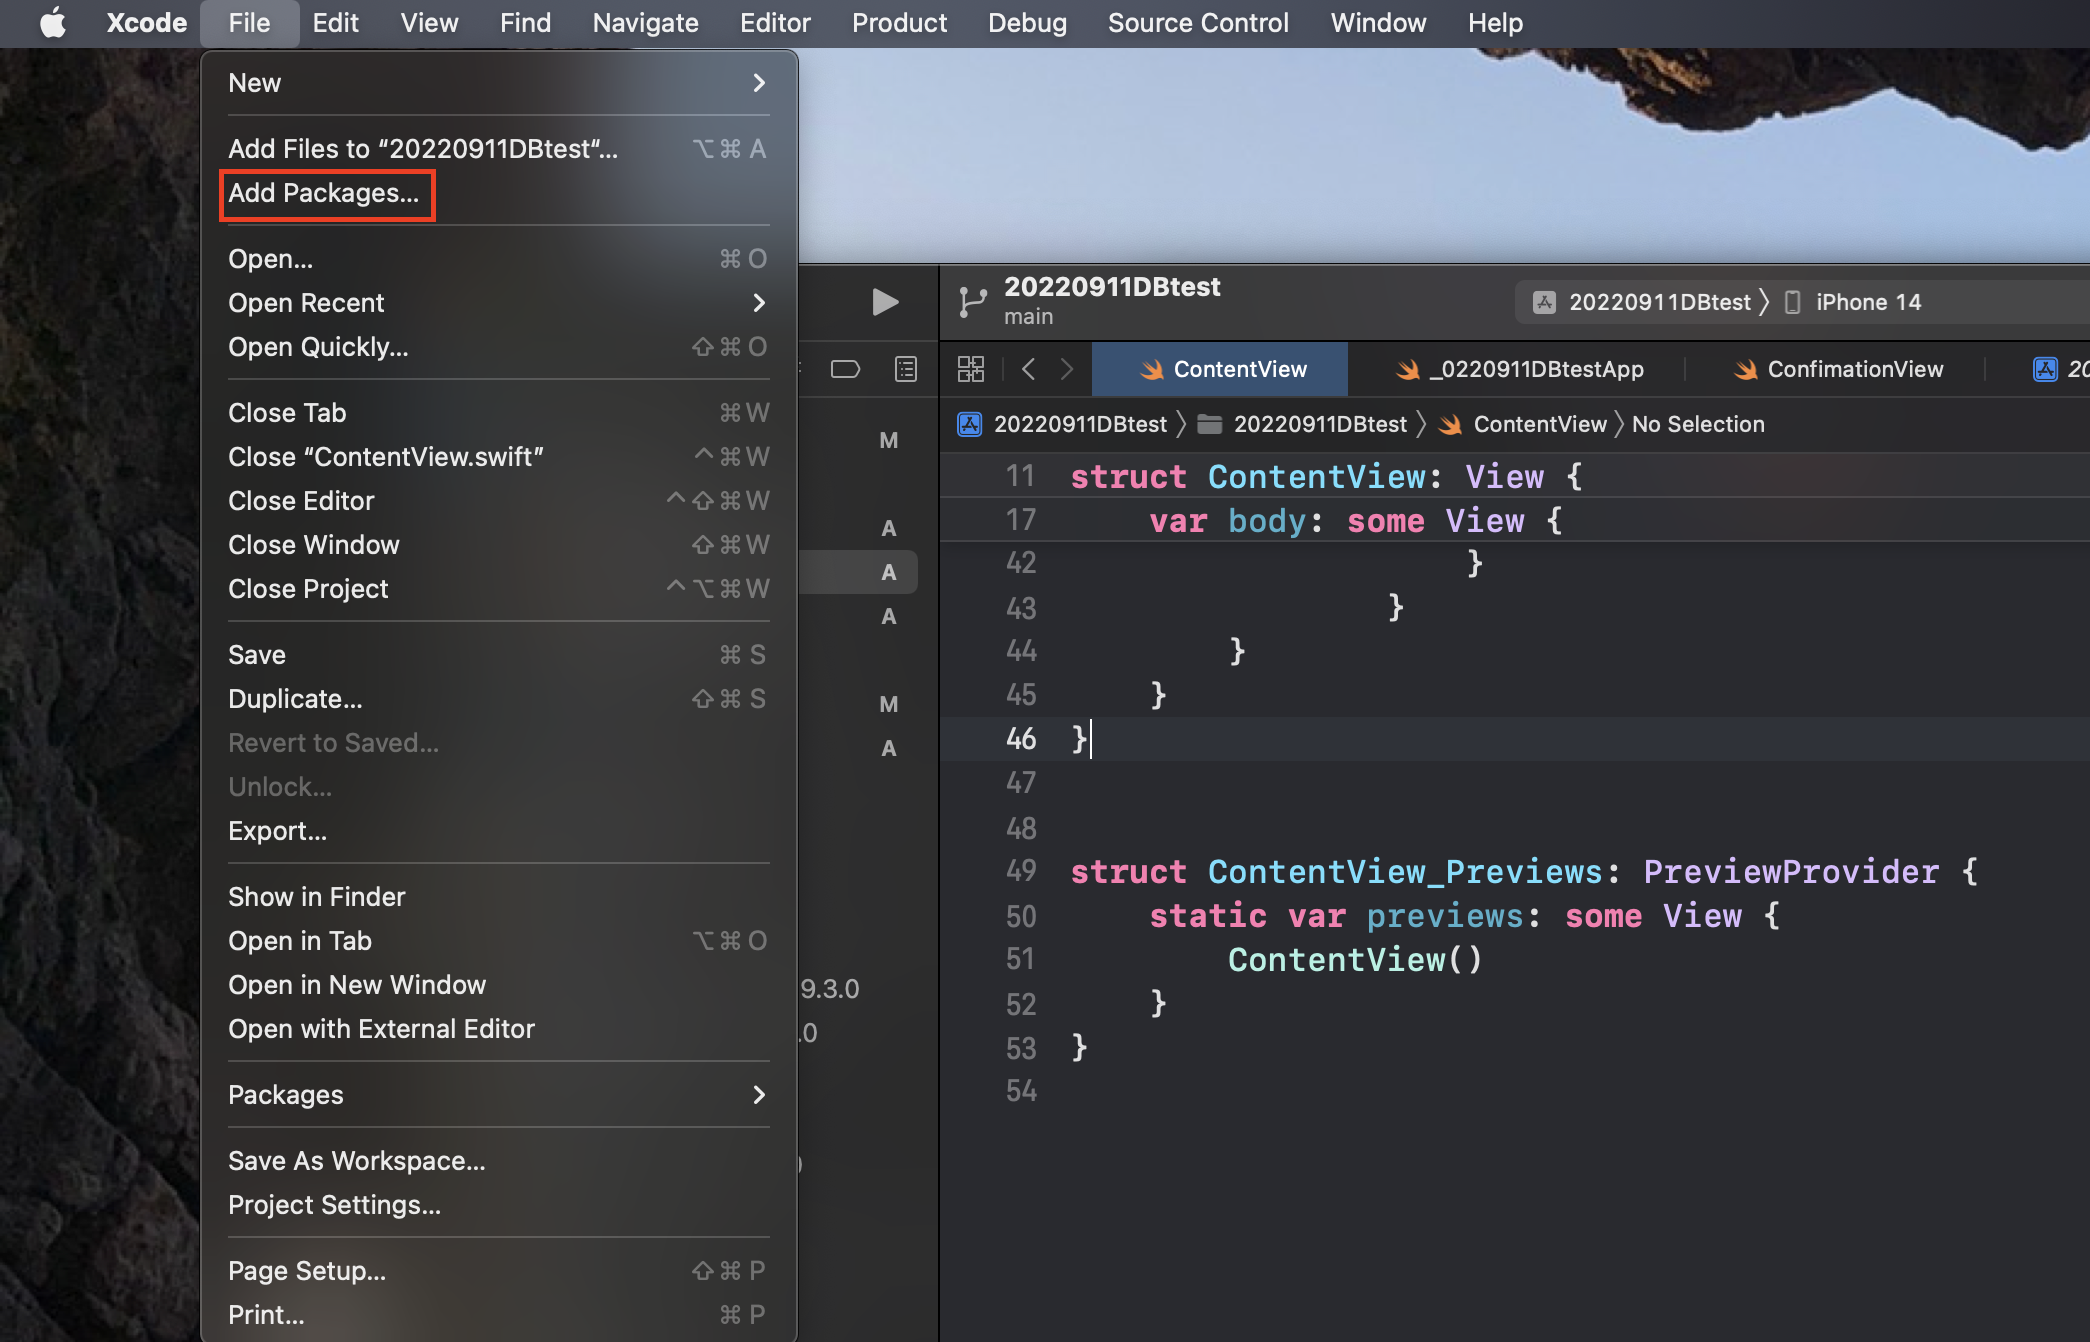 Xcode File Edit View Find Navigate Editor Product Debug Source Control Window Help
New
Add Files to “20220911DBtest“... ⌥⌘A
Add Packages...
Open... ⌘O
Open Recent
Open Quickly... ⇧⌘O
Close Tab ⌘W
Close “ContentView.swift” ^⌘W
Close Editor ^⇧⌘W
Close Window ⇧⌘W
Close Project ^⌥⌘W
Save ⌘S
Duplicate... ⇧⌘S
Revert to Saved...
Unlock...
Export...
Show in Finder
Open in Tab ⌥⌘O
Open in New Window
Open with External Editor
Packages
Save As Workspace...
Project Settings...
Page Setup... ⇧⌘P
Print... ⌘P
M
A
A
A
M
A
9.3.0
.0
20220911DBtest
main
20220911DBtest 〉 iPhone 14
ContentView _0220911DBtestApp ConfimationView 20
20220911DBtest 〉 20220911DBtest 〉 ContentView 〉 No Selection
11 struct ContentView: View {
17 var body: some View {
42 }
43 }
44 }
45 }
46 }
47
48
49 struct ContentView_Previews: PreviewProvider {
50 static var previews: some View {
51 ContentView()
52 }
53 }
54